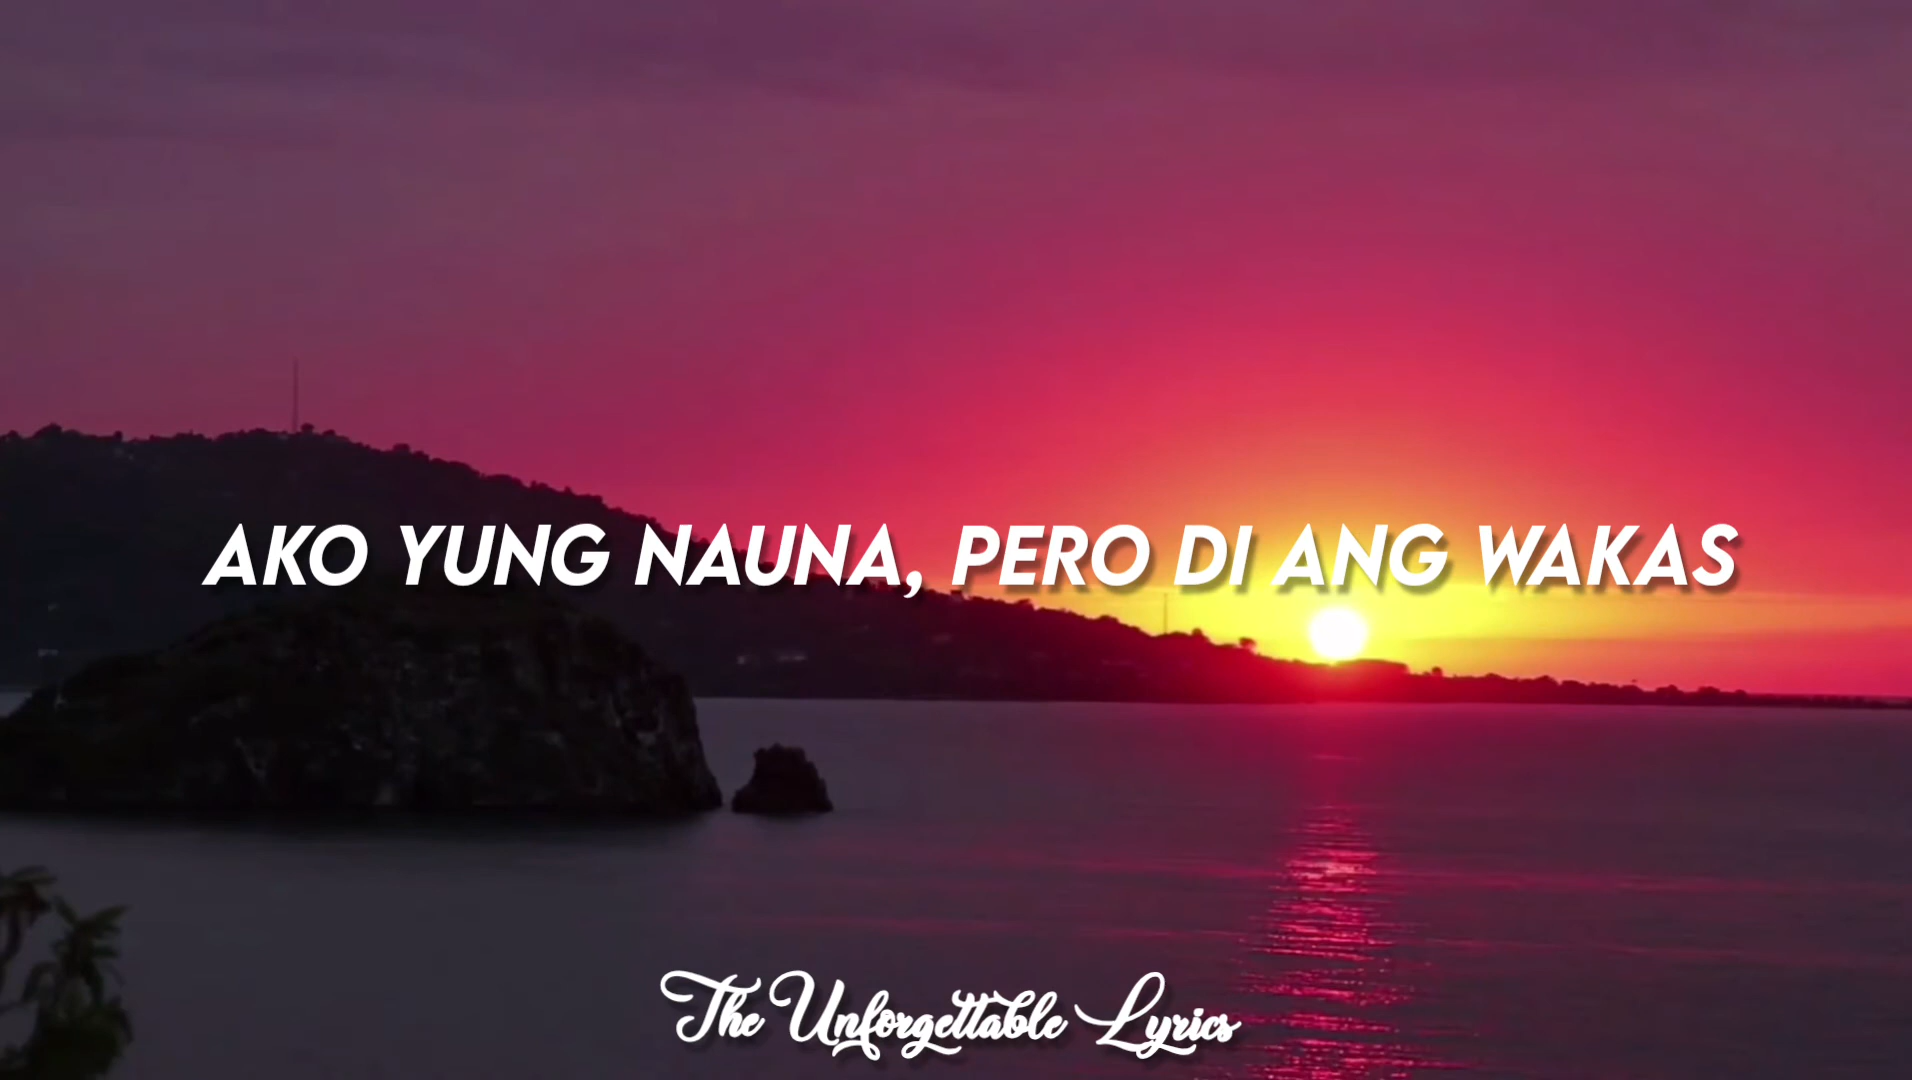 AKO YUNG NAUNA, PERO DI ANG WAKAS
The Unforgettable Lyrics